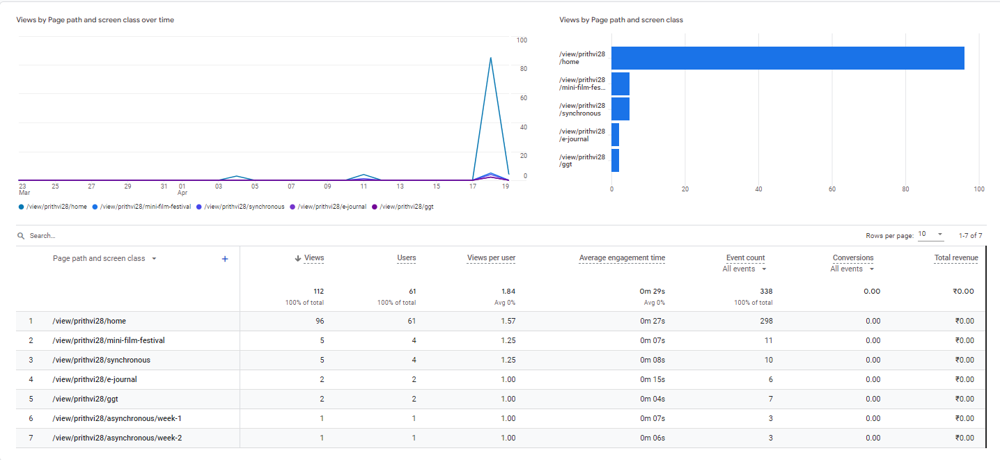 Views by Page path and screen class over time
100
80
60
40
20
0
23 25 27 29 31 01 03 05 07 09 11 13 15 17 19
Mar Apr
/view/prithvi28/home /view/prithvi28/mini-film-festival /view/prithvi28/synchronous /view/prithvi28/e-journal /view/prithvi28/ggt
Views by Page path and screen class
/view/prithvi28
/home
/view/prithvi28
/mini-film-fes...
/view/prithvi28
/synchronous
/view/prithvi28
/e-journal
/view/prithvi28
/ggt
0 20 40 60 80 100
Search... Rows per page: 10 1-7 of 7
Page path and screen class + Views Users Views per user Average engagement time Event count Conversions Total revenue
All events All events
112 61 1.84 0m 29s 338 0.00 ₹0.00
100% of total 100% of total Avg 0% Avg 0% 100% of total
1 /view/prithvi28/home 96 61 1.57 0m 27s 298 0.00 ₹0.00
2 /view/prithvi28/mini-film-festival 5 4 1.25 0m 07s 11 0.00 ₹0.00
3 /view/prithvi28/synchronous 5 4 1.25 0m 08s 10 0.00 ₹0.00
4 /view/prithvi28/e-journal 2 2 1.00 0m 15s 6 0.00 ₹0.00
5 /view/prithvi28/ggt 2 2 1.00 0m 04s 7 0.00 ₹0.00
6 /view/prithvi28/asynchronous/week-1 1 1 1.00 0m 07s 3 0.00 ₹0.00
7 /view/prithvi28/asynchronous/week-2 1 1 1.00 0m 06s 3 0.00 ₹0.00